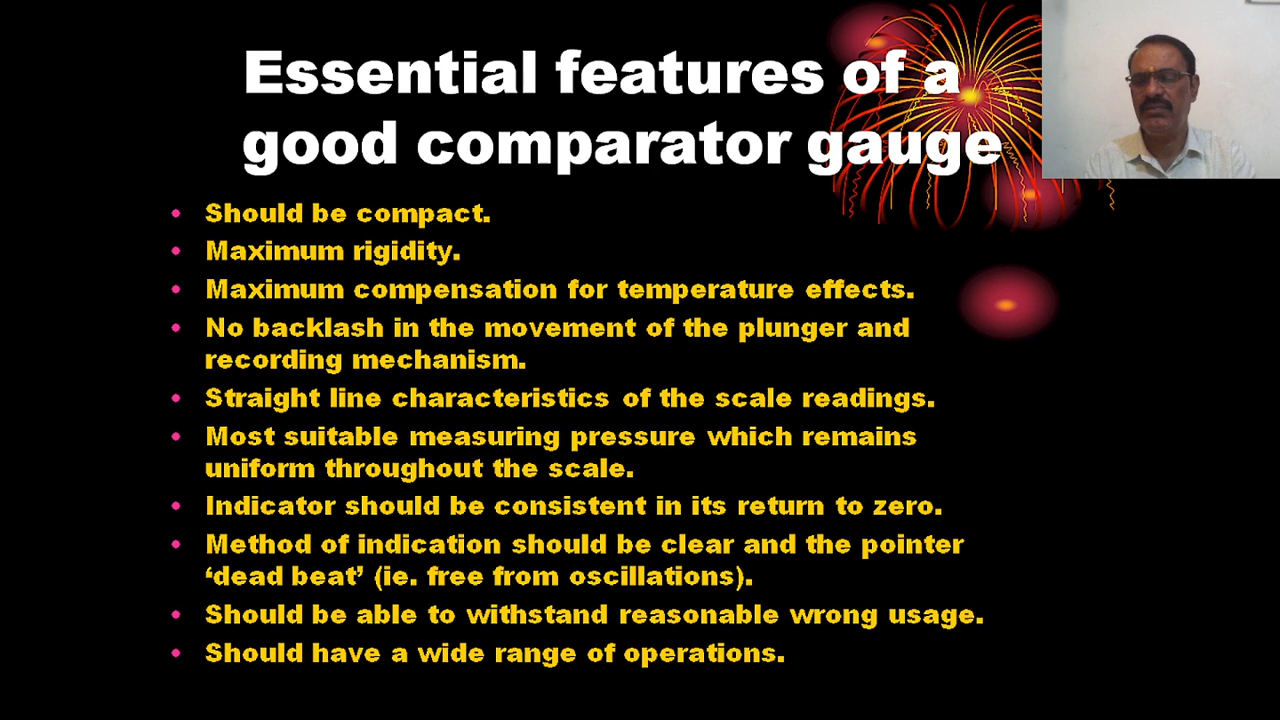 Essential features of a
good comparator gauge
• Should be compact.
• Maximum rigidity.
• Maximum compensation for temperature effects.
• No backlash in the movement of the plunger and
recording mechanism.
• Straight line characteristics of the scale readings.
• Most suitable measuring pressure which remains
uniform throughout the scale.
• Indicator should be consistent in its return to zero.
• Method of indication should be clear and the pointer
‘dead beat’ (ie. free from oscillations).
• Should be able to withstand reasonable wrong usage.
• Should have a wide range of operations.